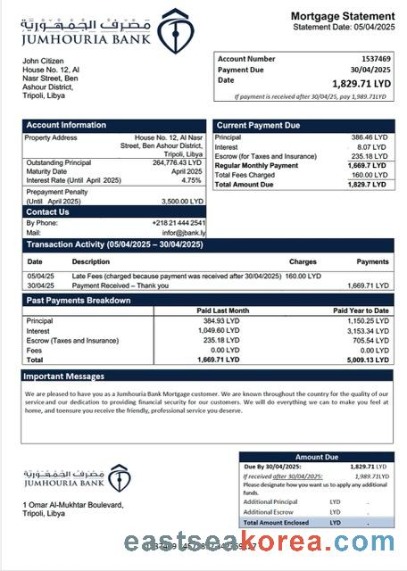 مصرف الجمهورية
JUMHOURIA BANK
Mortgage Statement
Statement Date: 05/04/2025
John Citizen
House No. 12, Al
Nasr Street, Ben
Ashour District,
Tripoli, Libya
Account Number 1537469
Payment Due 30/04/2025
Date
1,829.71 LYD
If payment is received after 30/04/25, pay 1,989.71LYD
Account Information
Property Address House No. 12, Al Nasr
Street, Ben Ashour District,
Tripoli, Libya
Outstanding Principal 264,776.43 LYD
Maturity Date April 2025
Interest Rate (Until April 2025) 4.75%
Prepayment Penalty
(Until April 2025) 3,500.00 LYD
Contact Us
By Phone: +218 21 444 2541
Mail: infor@jbank.ly
Current Payment Due
Principal 386.46 LYD
Interest 8.07 LYD
Escrow (for Taxes and Insurance) 235.18 LYD
Regular Monthly Payment 1,669.7 LYD
Total Fees Charged 160.00 LYD
Total Amount Due 1,829.7 LYD
Transaction Activity (05/04/2025 – 30/04/2025)
Date Description Charges Payments
05/04/25 Late Fees (charged because payment was received after 30/04/2025) 160.00 LYD
30/04/25 Payment Received – Thank you 1,669.71 LYD
Past Payments Breakdown
Paid Last Month Paid Year to Date
Principal 384.93 LYD 1,150.25 LYD
Interest 1,049.60 LYD 3,153.34 LYD
Escrow (Taxes and Insurance) 235.18 LYD 705.54 LYD
Fees 0.00 LYD 0.00 LYD
Total 1,669.71 LYD 5,009.13 LYD
Important Messages
We are pleased to have you as a Jumhouria Bank Mortgage customer. We are known throughout the country for the quality of our
service and our dedication to providing financial security for our customers. We will do everything we can to make you feel at
home, and toensure you receive the friendly, professional service you deserve.
مصرف الجمهورية
JUMHOURIA BANK
1 Omar Al-Mukhtar Boulevard,
Tripoli, Libya
Amount Due
Due By 30/04/2025: 1,829.71 LYD
If received after 30/04/2025: 1,989.71LYD
Please designate how you want us to apply any additional
funds.
Additional Principal LYD .
Additional Escrow LYD .
Total Amount Enclosed LYD .
eastseakorea.com